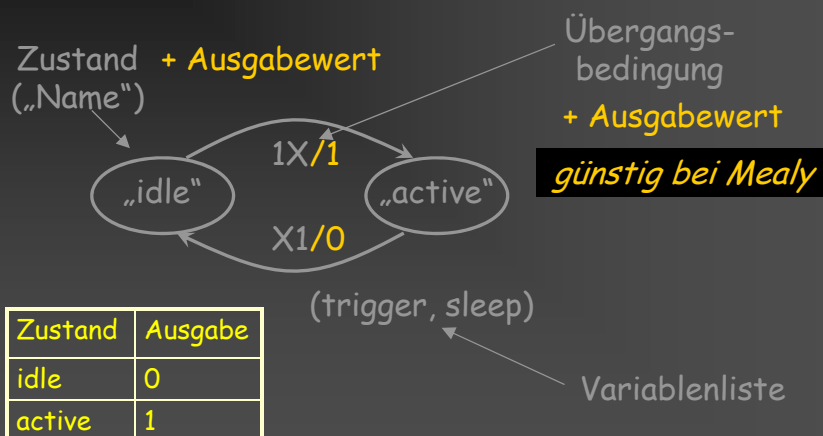 Zustand + Ausgabewert
(„Name“)
Übergangs-
bedingung
+ Ausgabewert
günstig bei Mealy
1X/1
„idle“
„active“
X1/0
(trigger, sleep)
Variablenliste
Zustand Ausgabe
idle 0
active 1